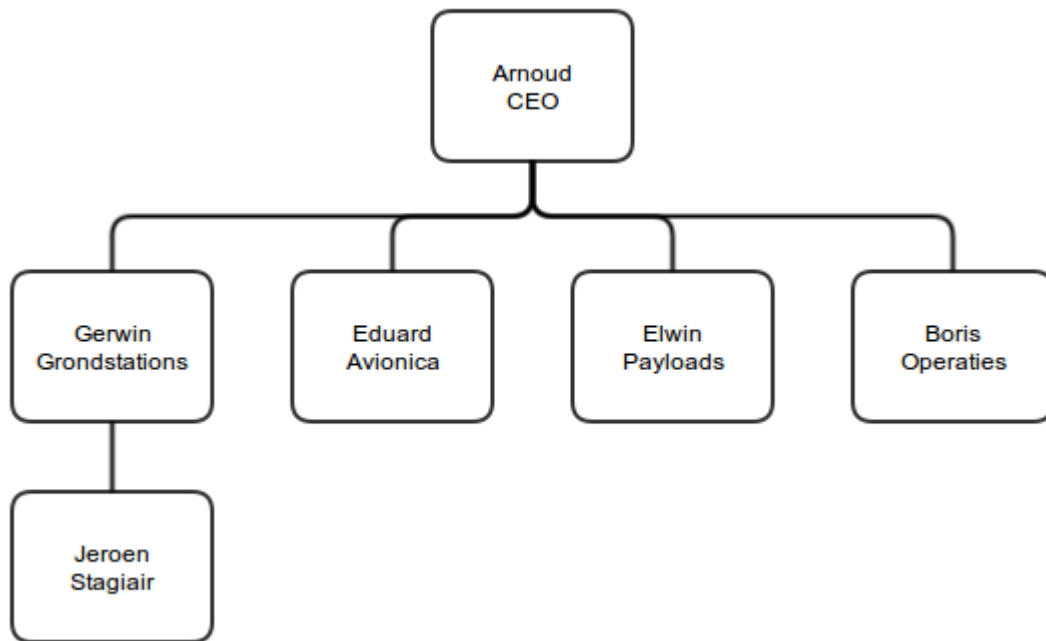 Arnoud
CEO
Gerwin
Grondstations
Eduard
Avionica
Elwin
Payloads
Boris
Operaties
Jeroen
Stagiair